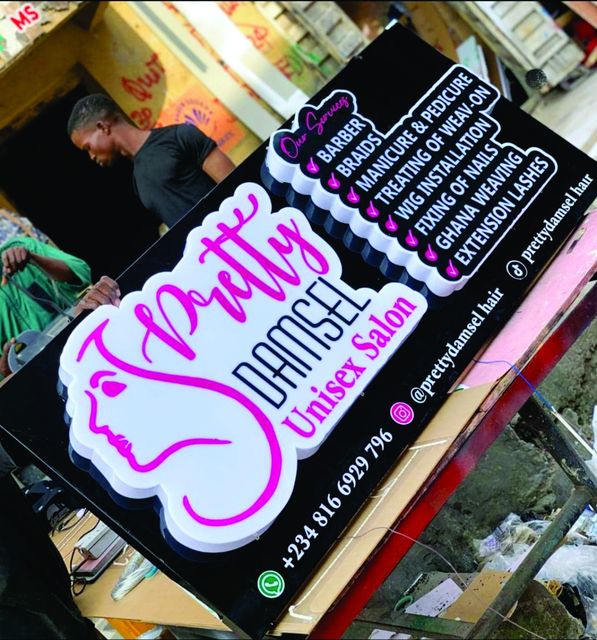 MS
Our Services
BARBER
BRAIDS
MANICURE & PEDICURE
TREATING OF WEAV-ON
WIG INSTALLATION
FIXING OF NAILS
GHANA WEAVING
EXTENSION LASHES
Pretty
DAMSEL
Unisex Salon
+234 816 6929 796
@prettydamsel hair
prettydamsel hair